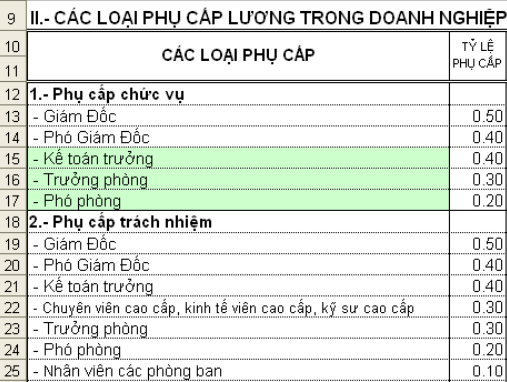 9 II.- CÁC LOẠI PHỤ CẤP LƯƠNG TRONG DOANH NGHIỆP
10 CÁC LOẠI PHỤ CẤP TỶ LỆ
11 PHỤ CẤP
12 1.- Phụ cấp chức vụ
13 - Giám Đốc 0.50
14 - Phó Giám Đốc 0.40
15 - Kế toán trưởng 0.40
16 - Trưởng phòng 0.30
17 - Phó phòng 0.20
18 2.- Phụ cấp trách nhiệm
19 - Giám Đốc 0.50
20 - Phó Giám Đốc 0.40
21 - Kế toán trưởng 0.40
22 - Chuyên viên cao cấp, kinh tế viên cao cấp, kỹ sư cao cấp 0.30
23 - Trưởng phòng 0.30
24 - Phó phòng 0.20
25 - Nhân viên các phòng ban 0.10